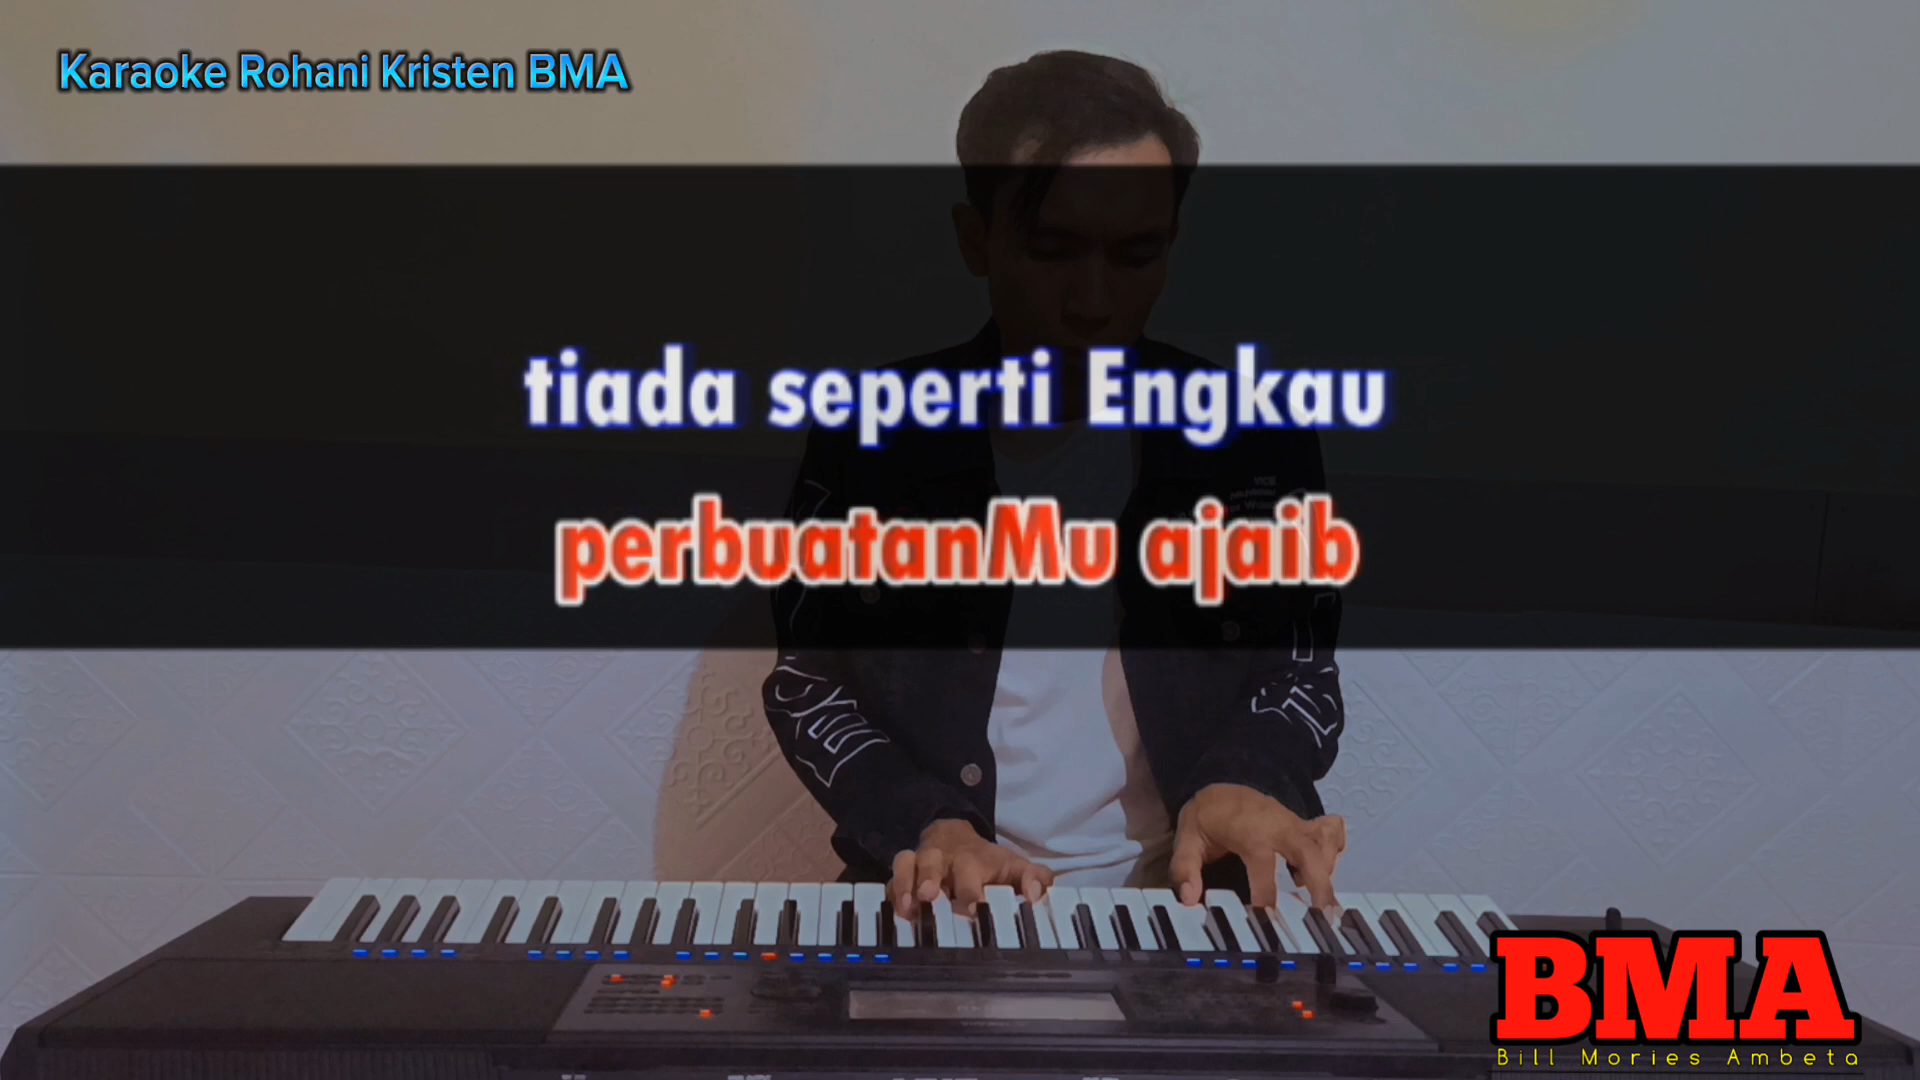 Karaoke Rohani Kristen BMA
tiada seperti Engkau
perbuatanMu ajaib
BMA
Bill Mories Ambeta